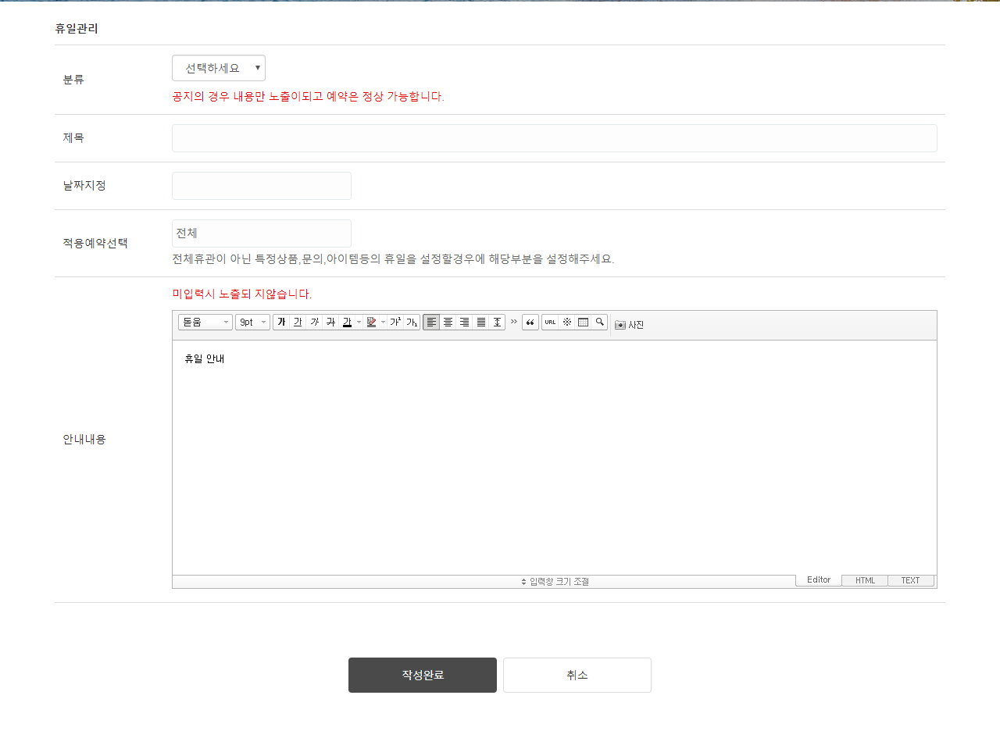 휴일관리
분류
선택하세요
공지의 경우 내용만 노출이되고 예약은 정상 가능합니다.
제목
날짜지정
적용예약선택
전체
전체휴관이 아닌 특정상품,문의,아이템등의 휴일을 설정할경우에 해당부분을 설정해주세요.
미입력시 노출되 지않습니다.
돋움 9pt 가 가 가 가 가 가 가² 가₁ URL ※ 사진
휴일 안내
안내내용
입력창 크기 조절 Editor HTML TEXT
작성완료 취소